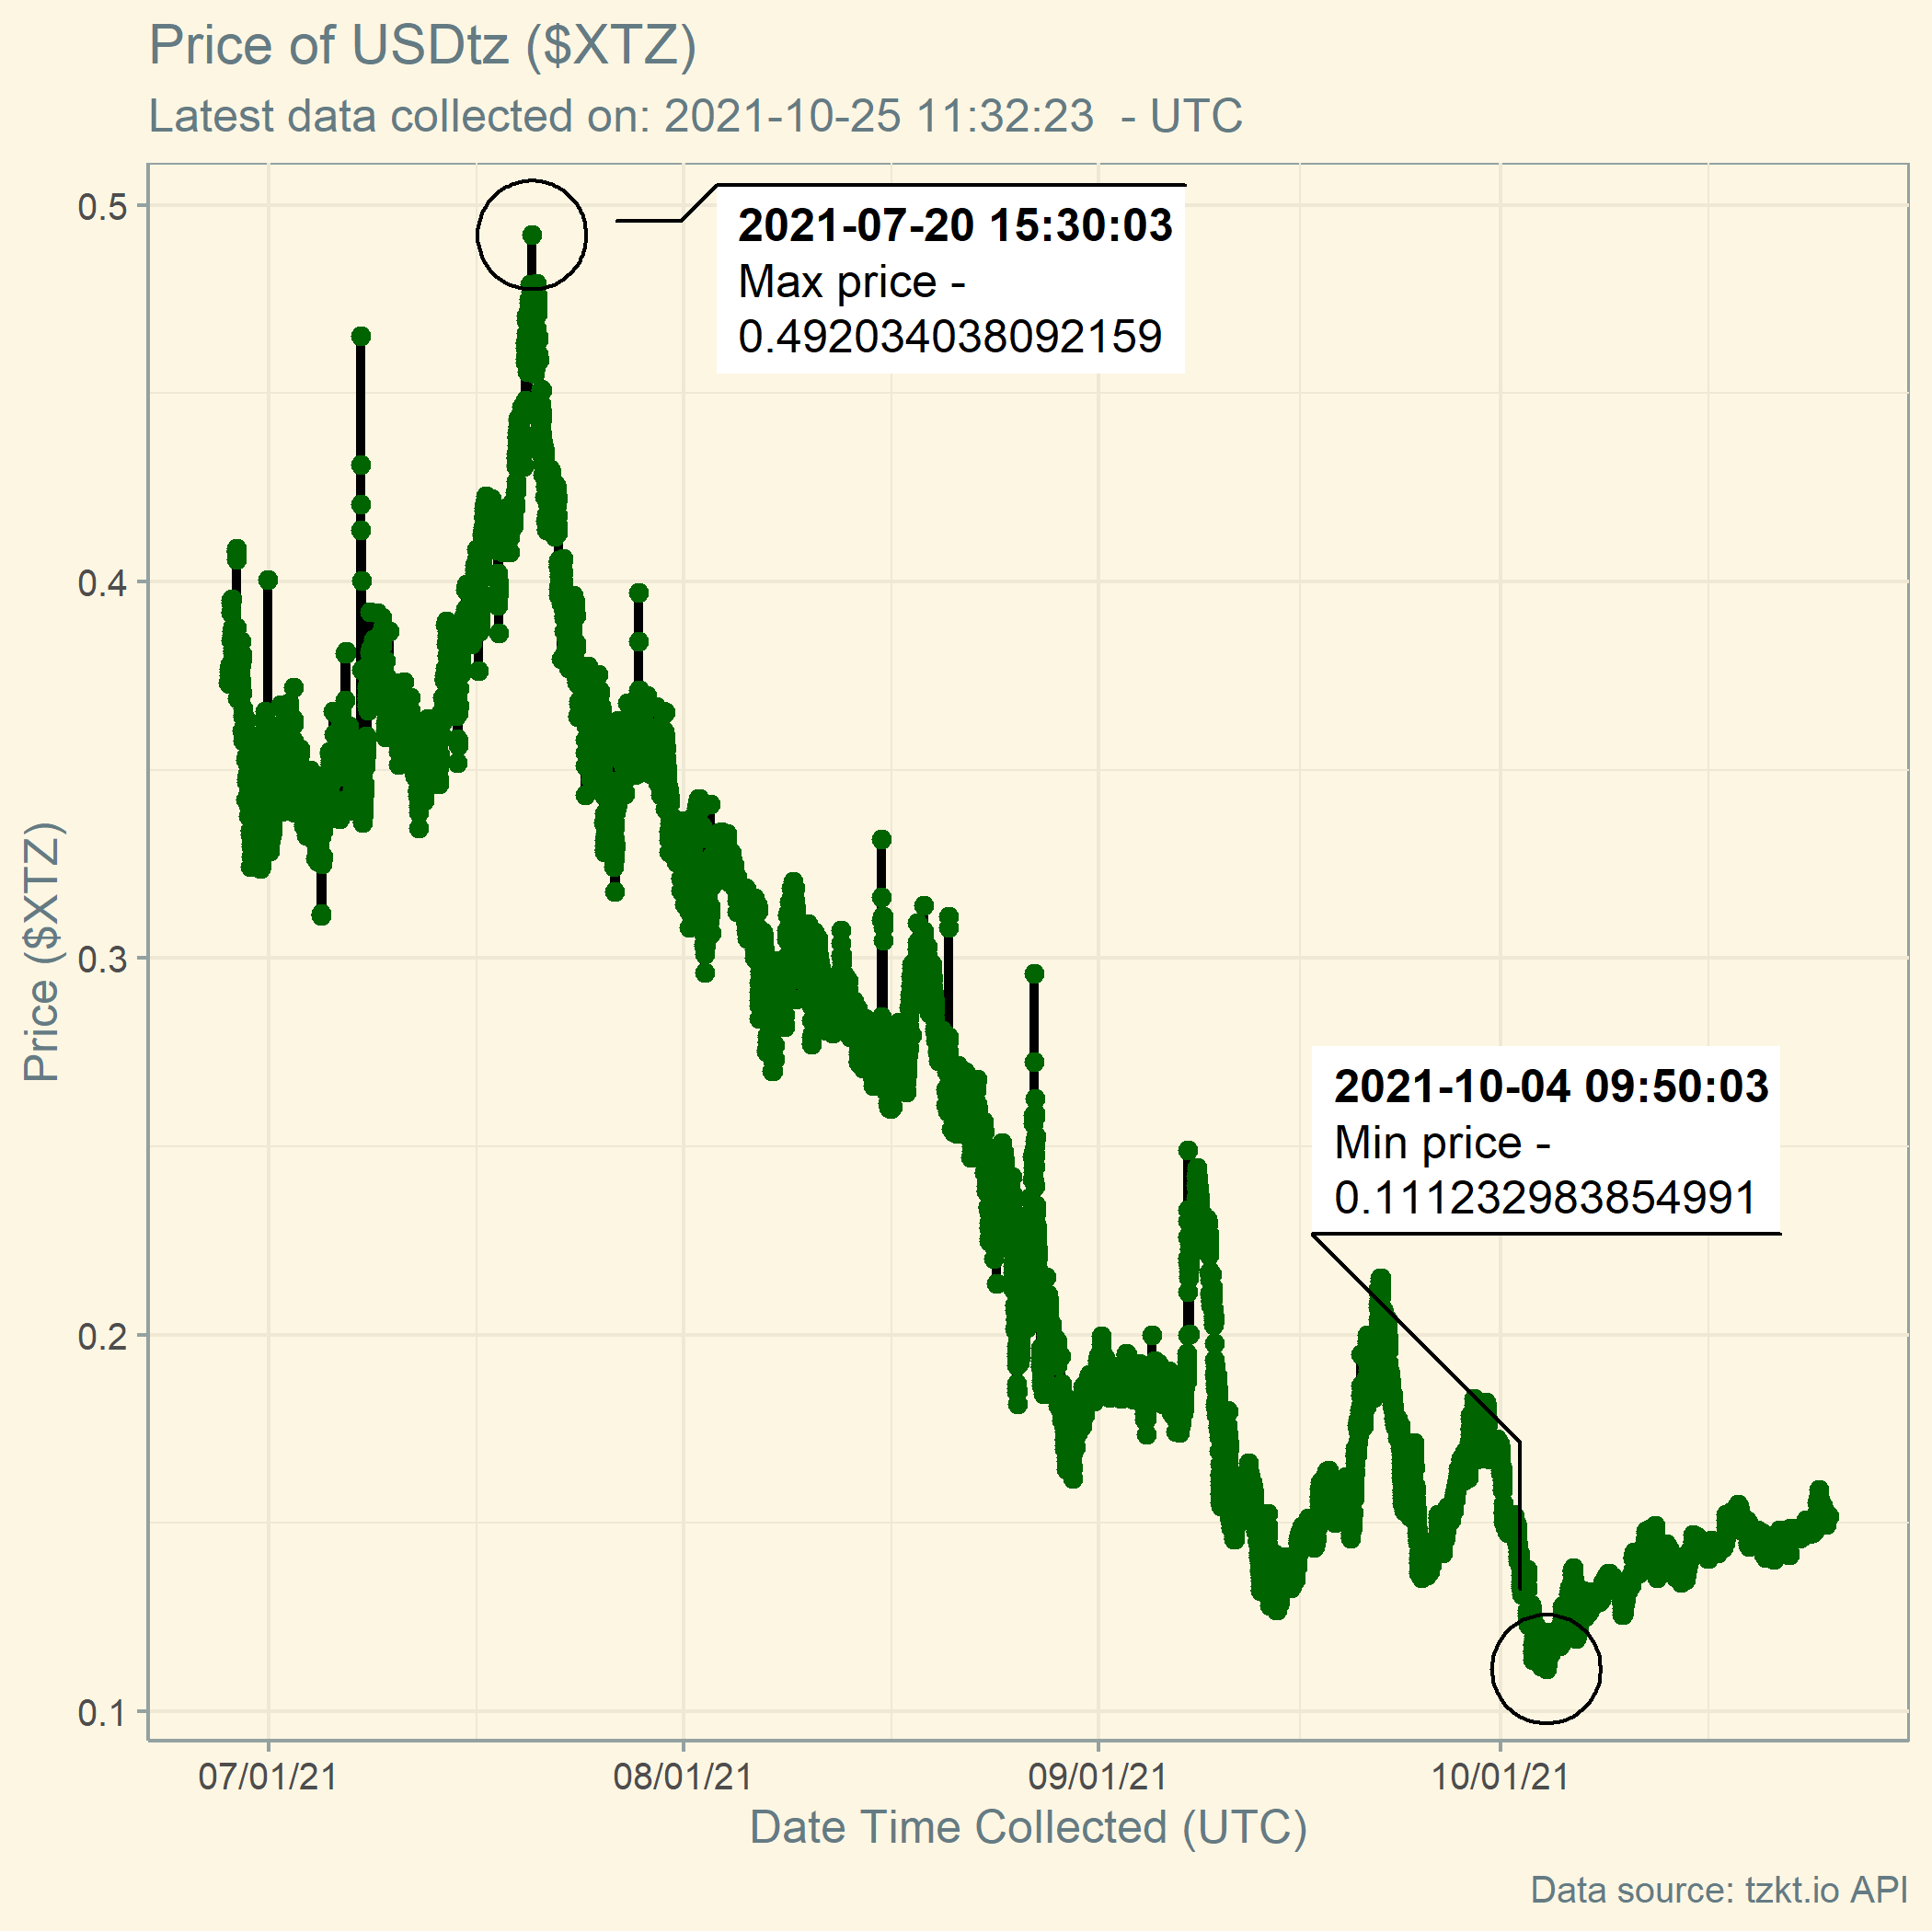 Price of USDtz ($XTZ)
Latest data collected on: 2021-10-25 11:32:23  - UTC
0.5
0.4
0.3
0.2
0.1
Price ($XTZ)
2021-07-20 15:30:03
Max price -
0.492034038092159
2021-10-04 09:50:03
Min price -
0.111232983854991
07/01/21
08/01/21
09/01/21
10/01/21
Date Time Collected (UTC)
Data source: tzkt.io API